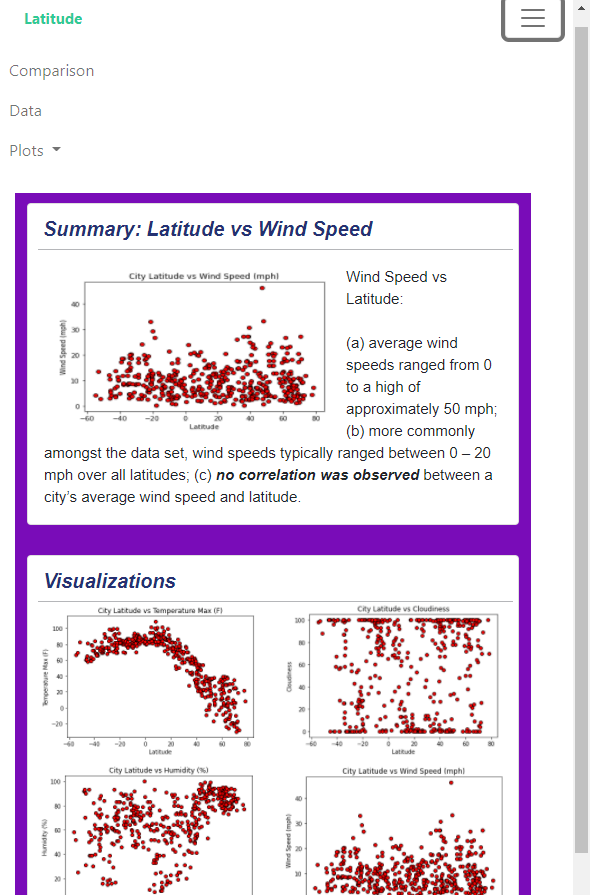 Latitude
Comparison
Data
Plots
Summary: Latitude vs Wind Speed
City Latitude vs Wind Speed (mph)
Wind Speed (mph)
40
30
20
10
0
−60 −40 −20 0 20 40 60 80
Latitude
Wind Speed vs
Latitude:
(a) average wind
speeds ranged from 0
to a high of
approximately 50 mph;
(b) more commonly
amongst the data set, wind speeds typically ranged between 0 – 20
mph over all latitudes; (c) no correlation was observed between a
city's average wind speed and latitude.
Visualizations
City Latitude vs Temperature Max (F)
Temperature Max (F)
100
80
60
40
20
0
−20
−60 −40 −20 0 20 40 60 80
Latitude
City Latitude vs Cloudiness
Cloudiness
100
80
60
40
20
0
−60 −40 −20 0 20 40 60 80
Latitude
City Latitude vs Humidity (%)
Humidity (%)
100
80
60
40
20
City Latitude vs Wind Speed (mph)
Wind Speed (mph)
40
30
20
10